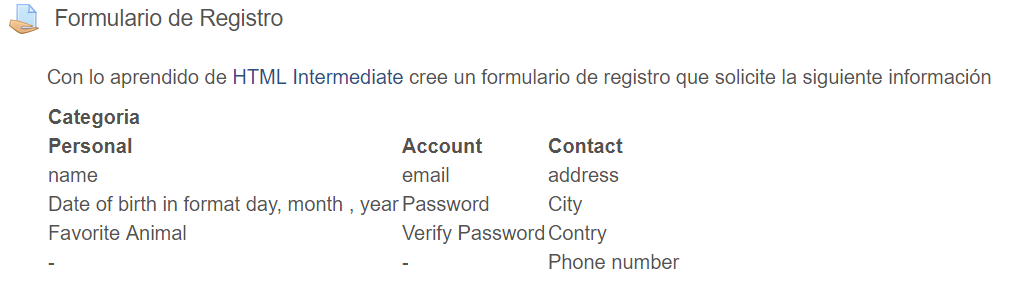 Formulario de Registro
Con lo aprendido de HTML Intermediate cree un formulario de registro que solicite la siguiente información
Categoria
Personal Account Contact
name email address
Date of birth in format day, month , year Password City
Favorite Animal Verify Password Contry
- - Phone number